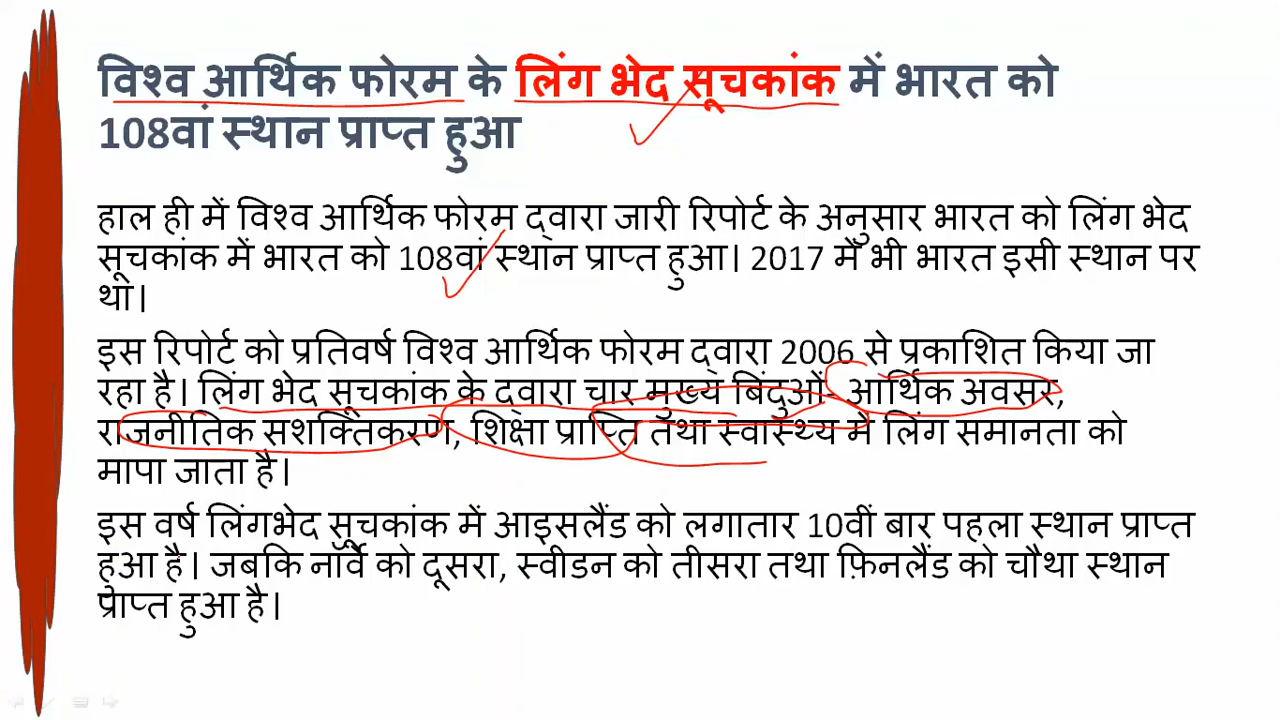 विश्व आर्थिक फोरम के लिंग भेद सूचकांक में भारत को
108वां स्थान प्राप्त हुआ
हाल ही में विश्व आर्थिक फोरम द्वारा जारी रिपोर्ट के अनुसार भारत को लिंग भेद
सूचकांक में भारत को 108वां स्थान प्राप्त हुआ। 2017 में भी भारत इसी स्थान पर
था।
इस रिपोर्ट को प्रतिवर्ष विश्व आर्थिक फोरम द्वारा 2006 से प्रकाशित किया जा
रहा है। लिंग भेद सूचकांक के द्वारा चार मुख्य बिंदुओं- आर्थिक अवसर,
राजनीतिक सशक्तिकरण, शिक्षा प्राप्ति तथा स्वास्थ्य में लिंग समानता को
मापा जाता है।
इस वर्ष लिंगभेद सूचकांक में आइसलैंड को लगातार 10वीं बार पहला स्थान प्राप्त
हुआ है। जबकि नॉर्वे को दूसरा, स्वीडन को तीसरा तथा फ़िनलैंड को चौथा स्थान
प्राप्त हुआ है।